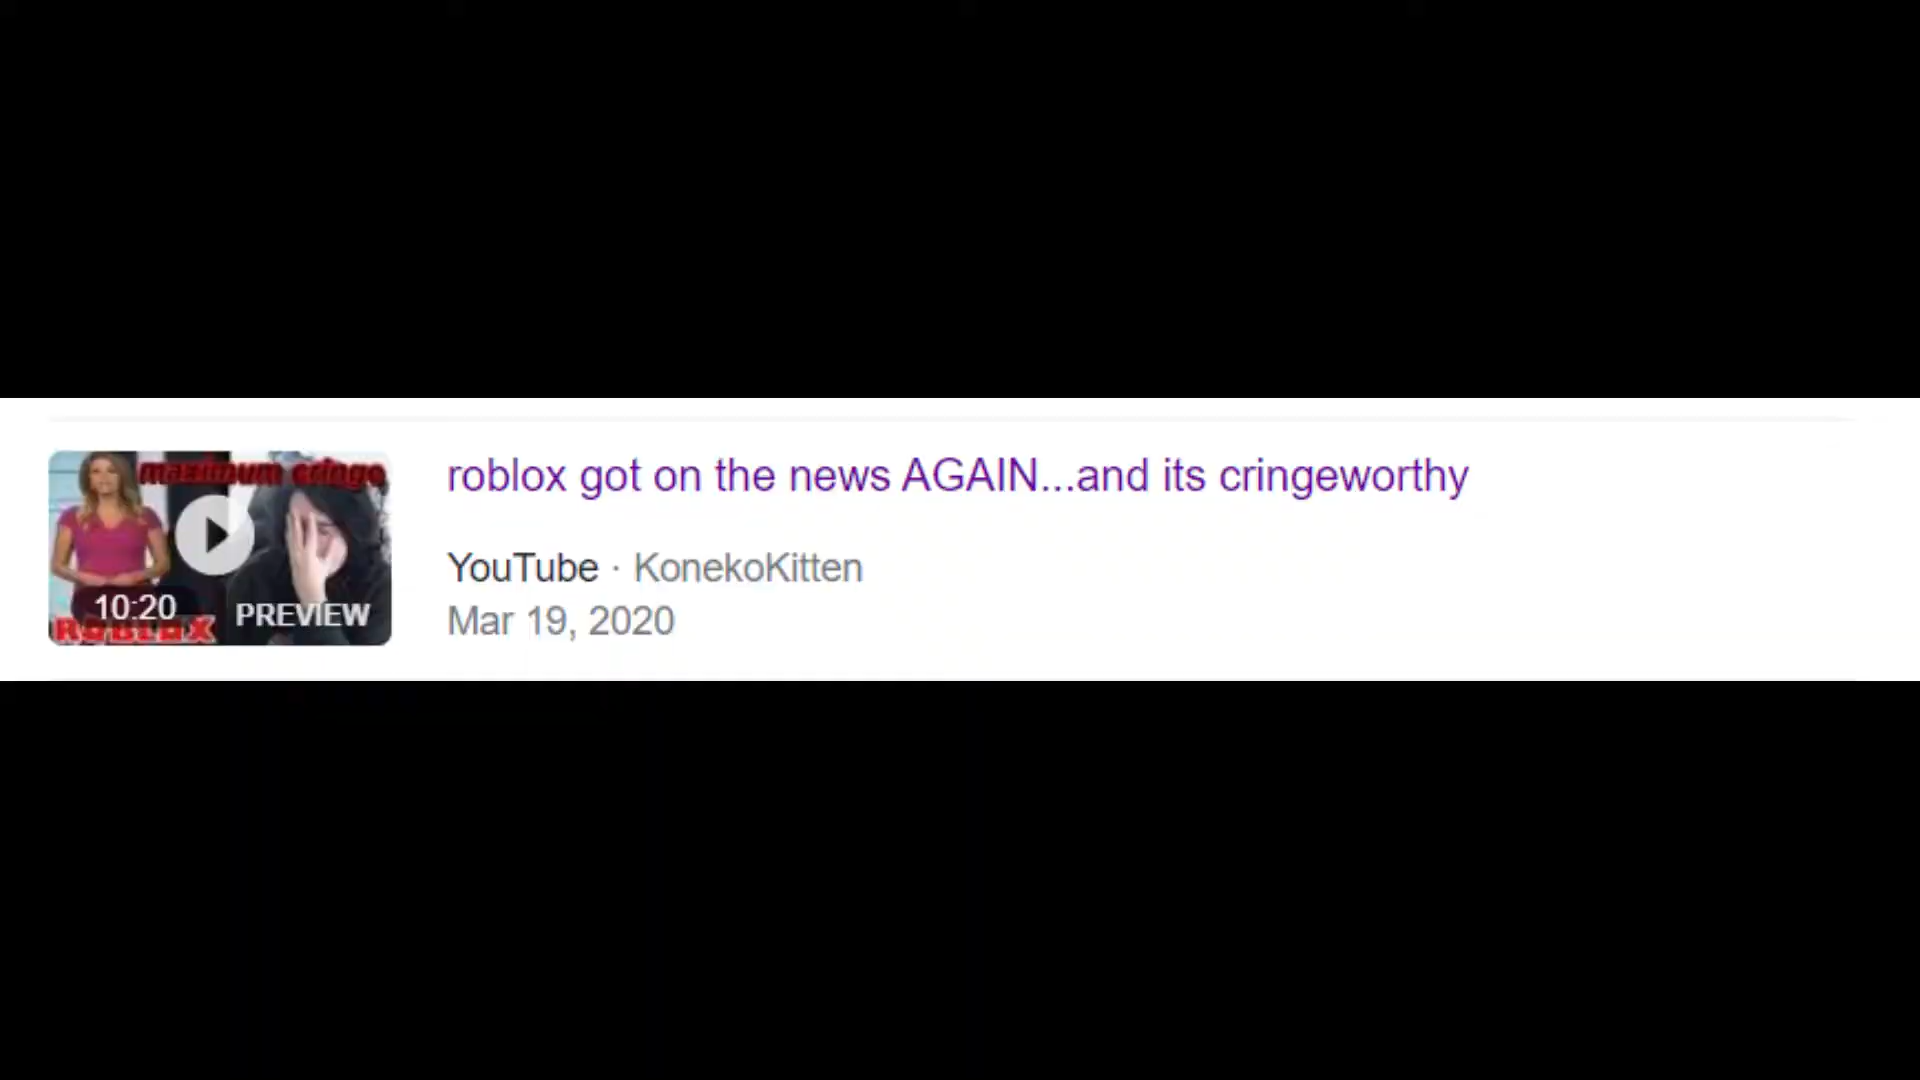 maximum cringe
roblox got on the news AGAIN...and its cringeworthy
YouTube · KonekoKitten
10:20
PREVIEW
Mar 19, 2020
ROBLOX